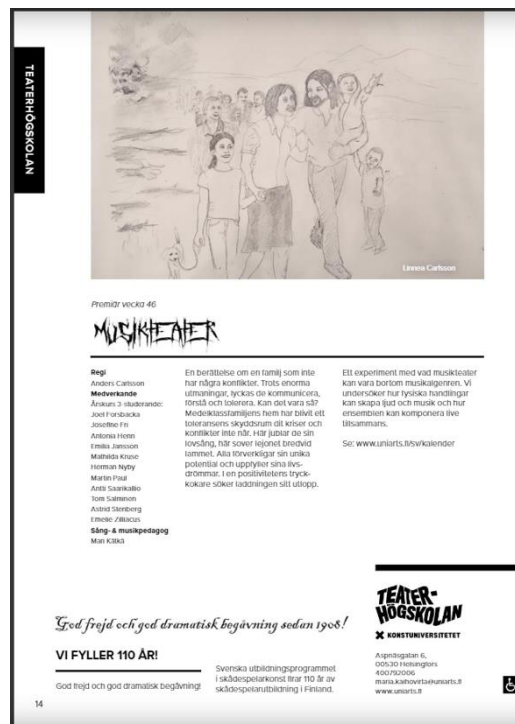 TEATERHÖGSKOLAN
Linnea Carlsson
Premiär vecka 46
MUSIKTEATER
Regi
Anders Carlsson
Medverkande
Årskurs 3-studerande:
Joel Forsbacka
Josefine Fri
Antonia Henn
Emilia Jansson
Mathilda Kruse
Herman Nyby
Martin Paul
Antti Saarikallio
Tom Salminen
Astrid Stenberg
Emelie Zilliacus
Sång- & musikpedagog
Mari Kätkä
En berättelse om en familj som inte
har några konflikter. Trots enorma
utmaningar, lyckas de kommunicera,
förstå och tolerera. Kan det vara så?
Medelklassfamiljens hem har blivit ett
toleransens skyddsrum dit kriser och
konflikter inte når. Här jublar de sin
lovsång, här sover lejonet bredvid
lammet. Alla förverkligar sin unika
potential och uppfyller sina livs-
drömmar. I en positivitetens tryck-
kokare söker laddningen sitt utlopp.
Ett experiment med vad musikteater
kan vara bortom musikalgenren. Vi
undersöker hur fysiska handlingar
kan skapa ljud och musik och hur
ensemblen kan komponera live
tillsammans.
Se: www.uniarts.fi/sv/kalender
God frejd och god dramatisk begåvning sedan 1908!
VI FYLLER 110 ÅR!
God frejd och god dramatisk begåvning!
Svenska utbildningsprogrammet
i skådespelarkonst firar 110 år av
skådespelarutbildning i Finland.
TEATER-
HÖGSKOLAN
KONSTUNIVERSITETET
Aspnäsgatan 6,
00530 Helsingfors
400792006
maria.kaihovirta@uniarts.fi
www.uniarts.fi
14